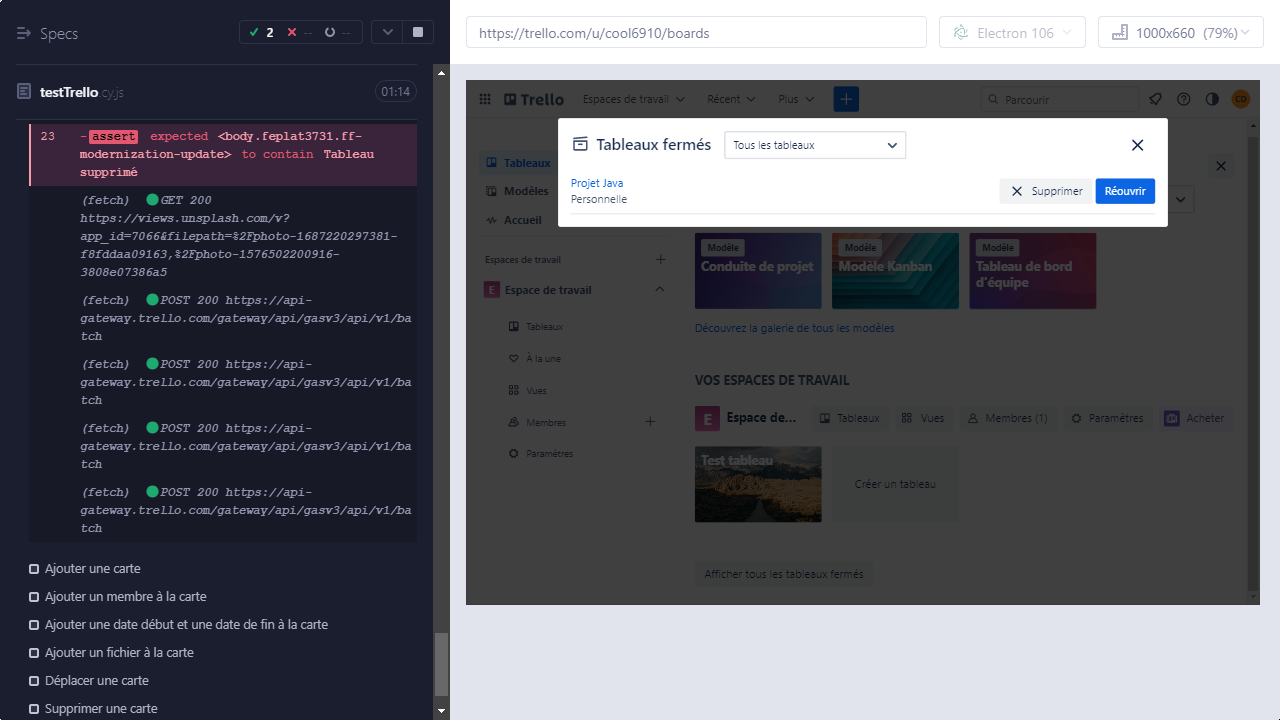 Specs
2
--
--
testTrello.cy.js
01:14
23
-assert expected <body.feplat3731.ff-
modernization-update> to contain Tableau
supprimé
(fetch) GET 200
https://views.unsplash.com/v?
app_id=7066&filepath=%2Fphoto-1687220297381-
f8fddaa09163,%2Fphoto-1576502200916-
3808e07386a5
(fetch) POST 200 https://api-
gateway.trello.com/gateway/api/gasv3/api/v1/ba
tch
(fetch) POST 200 https://api-
gateway.trello.com/gateway/api/gasv3/api/v1/ba
tch
(fetch) POST 200 https://api-
gateway.trello.com/gateway/api/gasv3/api/v1/ba
tch
(fetch) POST 200 https://api-
gateway.trello.com/gateway/api/gasv3/api/v1/ba
tch
Ajouter une carte
Ajouter un membre à la carte
Ajouter une date début et une date de fin à la carte
Ajouter un fichier à la carte
Déplacer une carte
Supprimer une carte
https://trello.com/u/cool6910/boards
Electron 106
1000x660 (79%)
Trello
Espaces de travail
Récent
Plus
Parcourir
CD
Tableaux fermés
Tous les tableaux
Projet Java
Personnelle
Supprimer
Réouvrir
Tableaux
Modèles
Accueil
Espaces de travail
E Espace de travail
Tableaux
À la une
Vues
Membres
Paramètres
Modèle
Conduite de projet
Modèle
Modèle Kanban
Modèle
Tableau de bord
d'équipe
Découvrez la galerie de tous les modèles
VOS ESPACES DE TRAVAIL
E Espace de...
Tableaux
Vues
Membres (1)
Paramètres
Acheter
Test tableau
Créer un tableau
Afficher tous les tableaux fermés